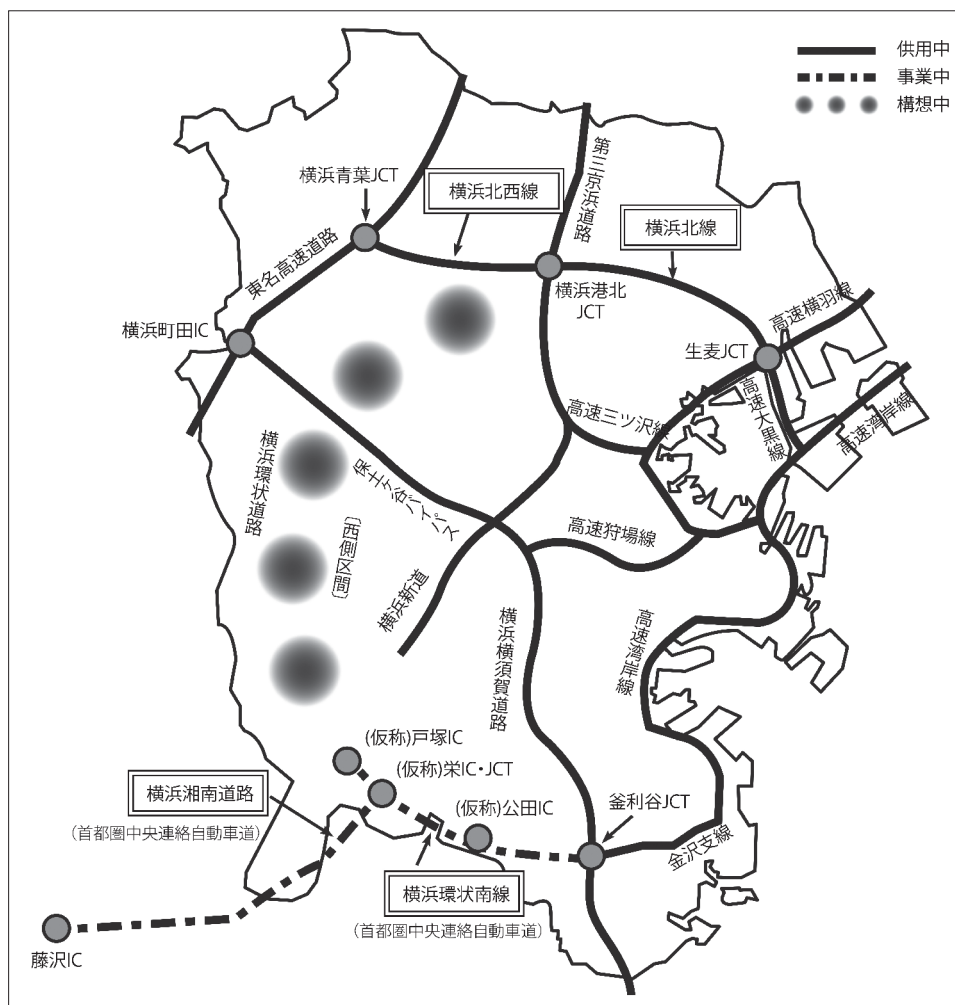 供用中
事業中
構想中
横浜青葉JCT
横浜北西線
第三京浜道路
横浜北線
東名高速道路
横浜港北
JCT
横浜町田IC
高速横羽線
生麦JCT
高速大黒線
高速湾岸線
高速三ツ沢線
横浜環状道路
保土ヶ谷バイパス
〔西側区間〕
高速狩場線
横浜新道
横浜横須賀道路
高速湾岸線
(仮称)戸塚IC
(仮称)栄IC・JCT
横浜湘南道路
(首都圏中央連絡自動車道)
(仮称)公田IC
釜利谷JCT
金沢支線
横浜環状南線
(首都圏中央連絡自動車道)
藤沢IC